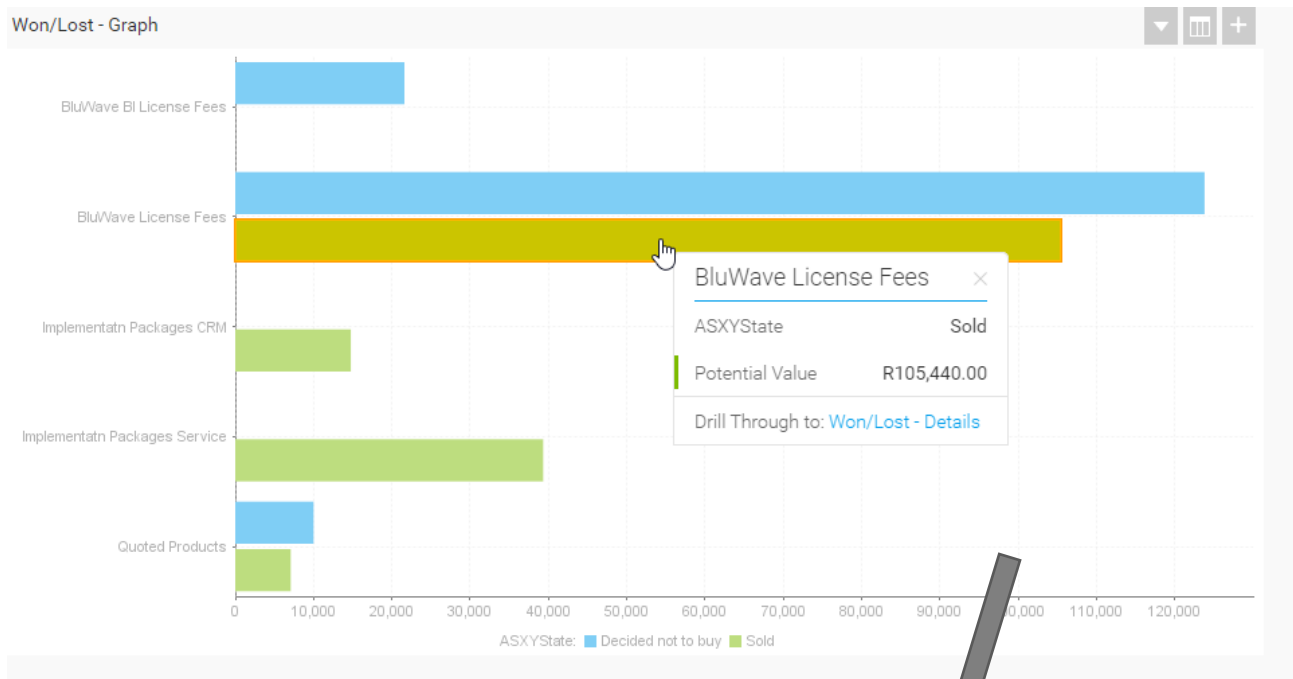 Won/Lost - Graph
BluWave BI License Fees
BluWave License Fees
BluWave License Fees
ASXYState Sold
Potential Value R105,440.00
Drill Through to: Won/Lost - Details
Implementatn Packages CRM
Implementatn Packages Service
Quoted Products
0 10,000 20,000 30,000 40,000 50,000 60,000 70,000 80,000 90,000 110,000 120,000
ASXYState: Decided not to buy Sold